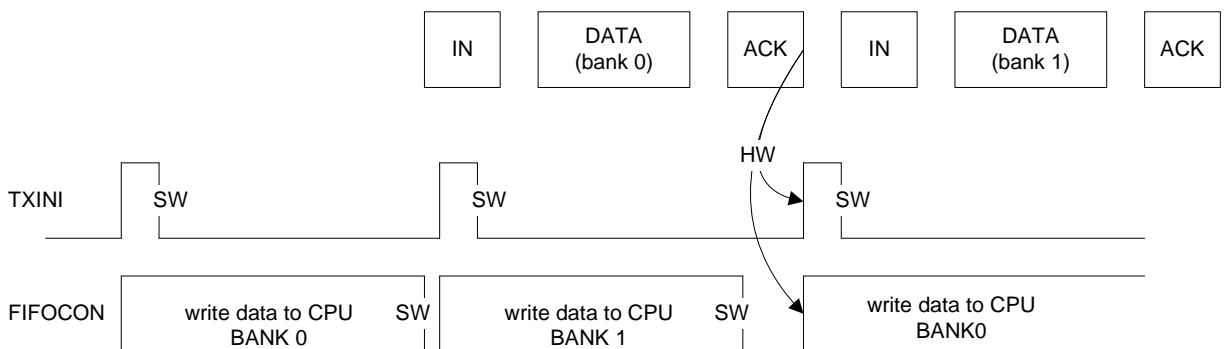 IN
DATA
(bank 0)
ACK
IN
DATA
(bank 1)
ACK
HW
TXINI
SW
SW
SW
FIFOCON
write data to CPU
BANK 0
SW
write data to CPU
BANK 1
SW
write data to CPU
BANK0